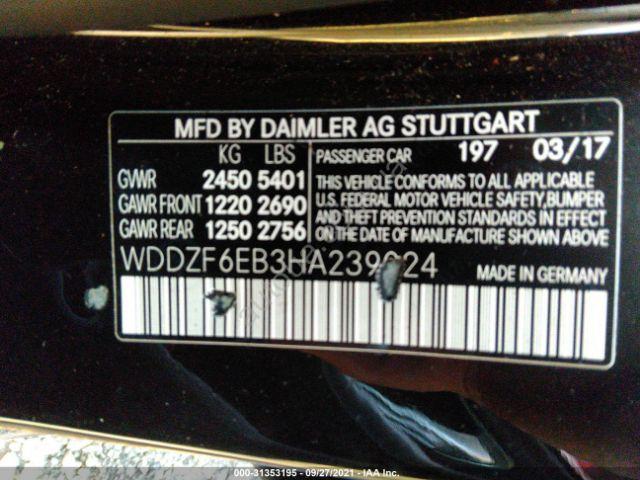 MFD BY DAIMLER AG STUTTGART
KG LBS
GVWR 2450 5401
GAWR FRONT 1220 2690
GAWR REAR 1250 2756
PASSENGER CAR 197 03/17
THIS VEHICLE CONFORMS TO ALL APPLICABLE
U.S. FEDERAL MOTOR VEHICLE SAFETY, BUMPER
AND THEFT PREVENTION STANDARDS IN EFFECT
ON THE DATE OF MANUFACTURE SHOWN ABOVE
MADE IN GERMANY
© 31353195 - 09/27/2021 - IAA Inc.